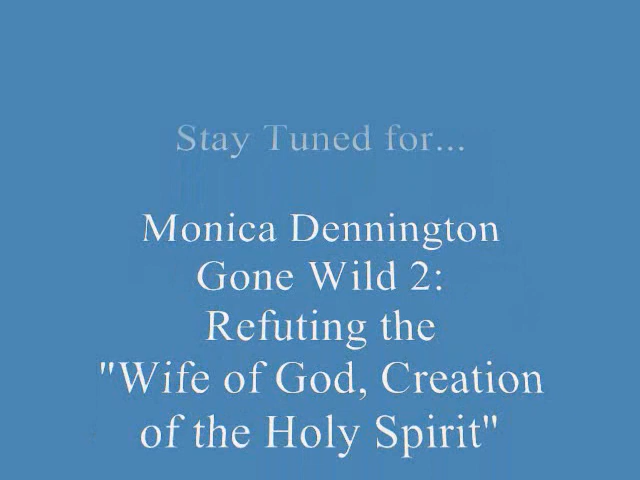 Stay Tuned for...
Monica Dennington
Gone Wild 2:
Refuting the
"Wife of God, Creation
of the Holy Spirit"